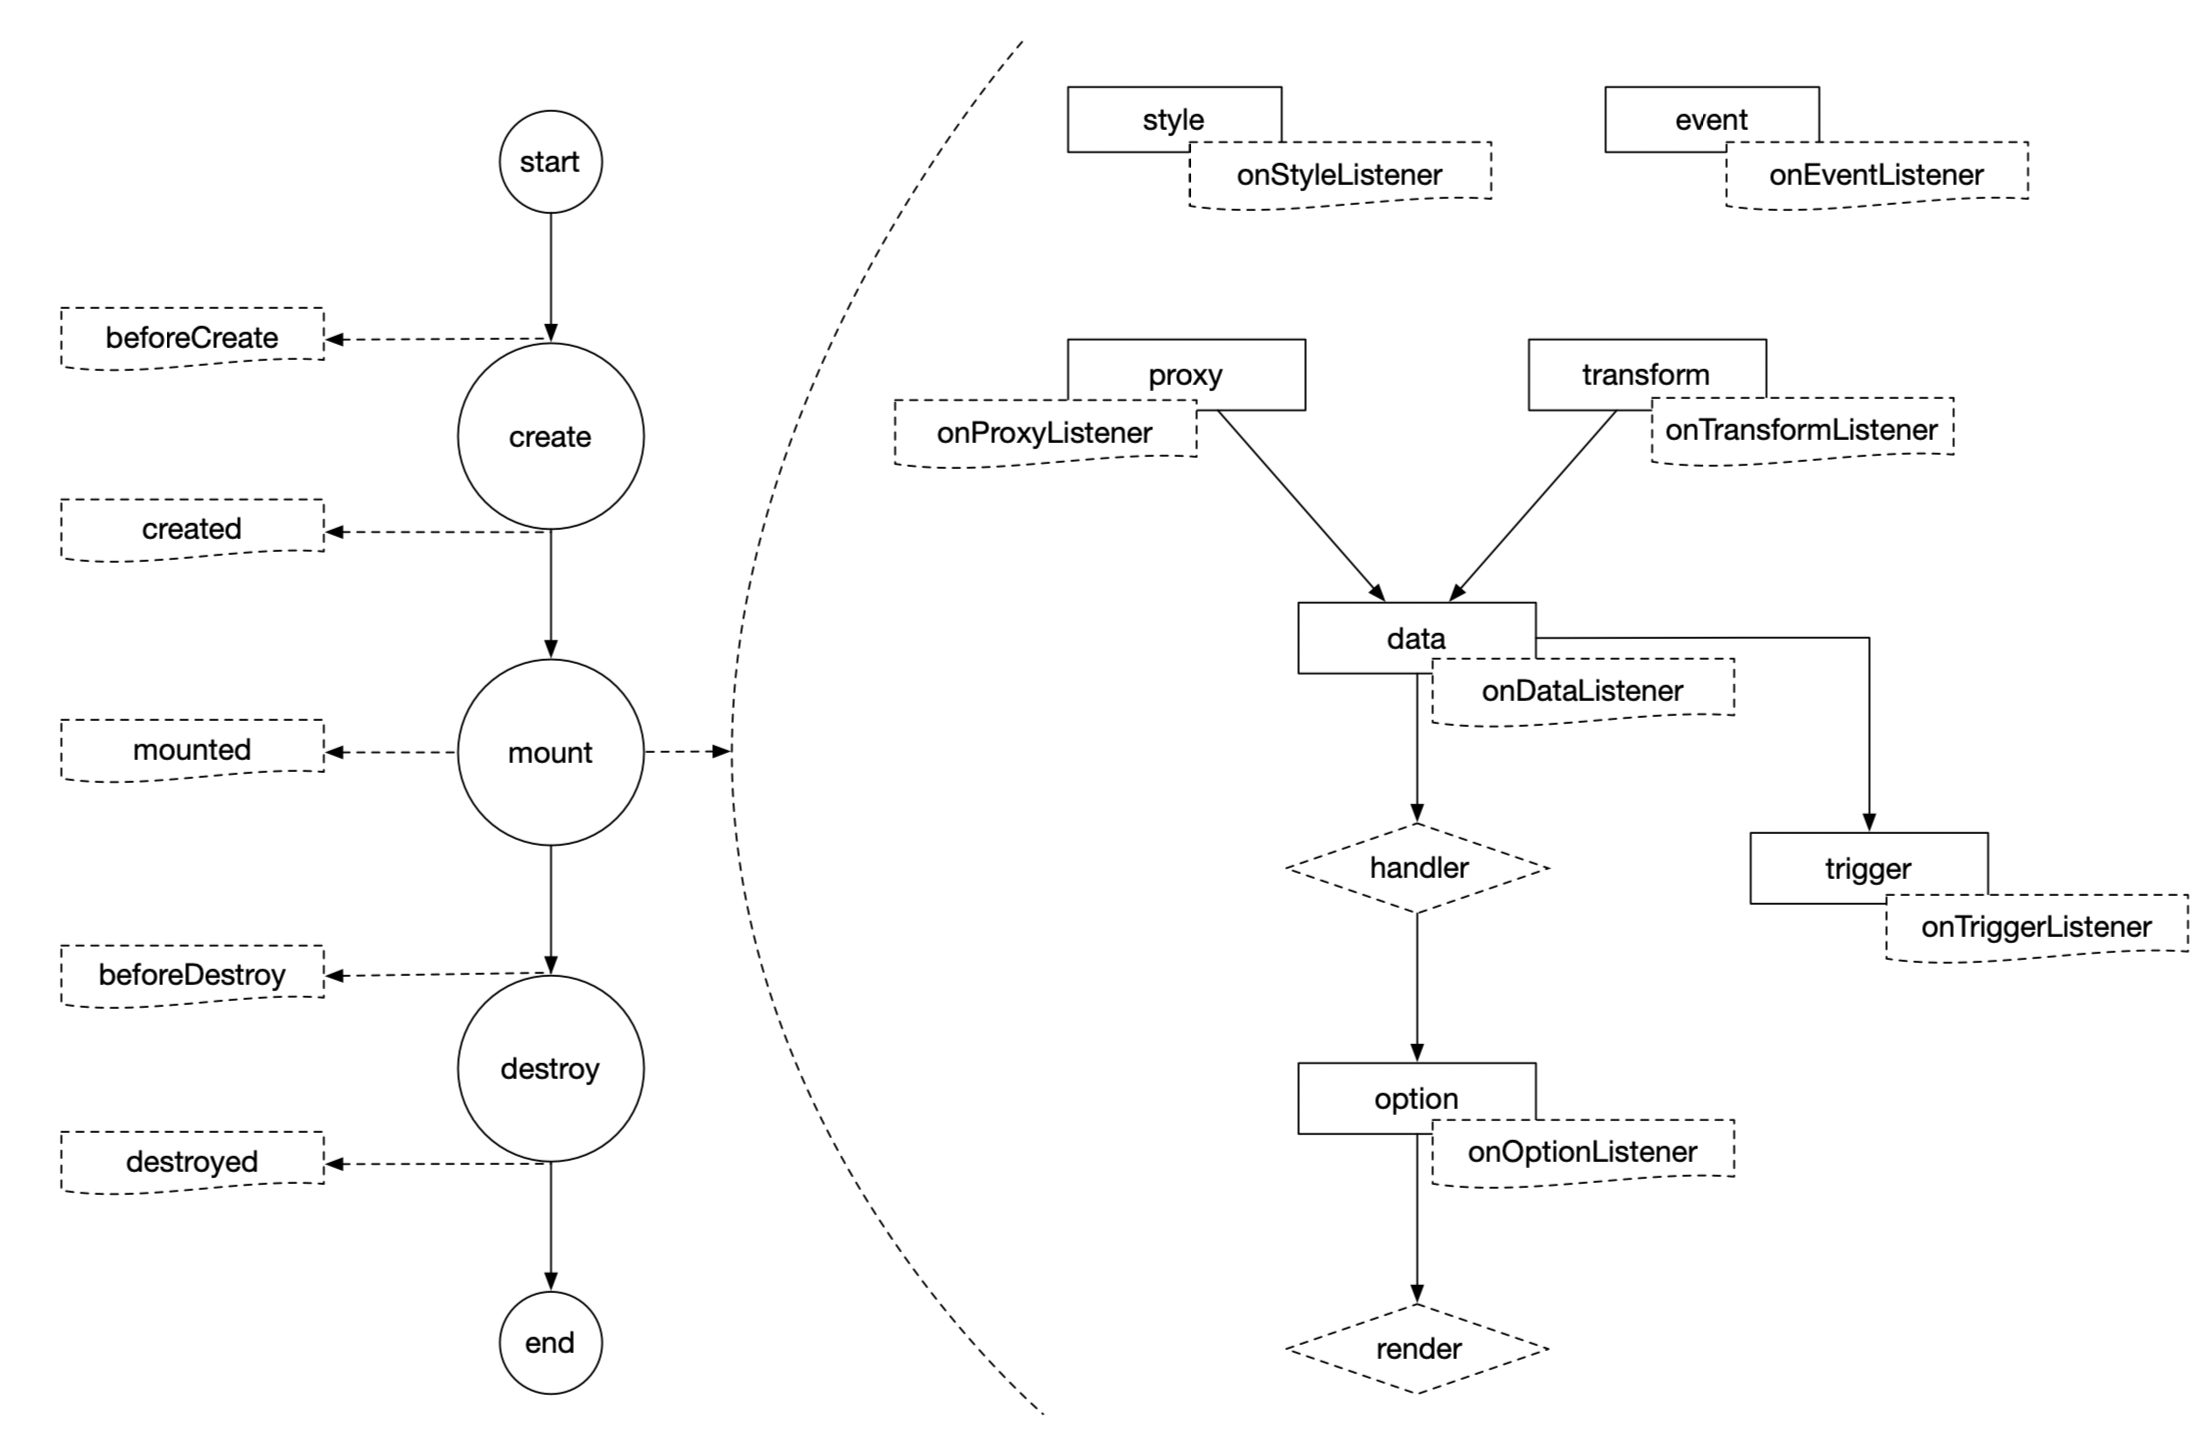 start
beforeCreate
create
created
mounted
mount
beforeDestroy
destroy
destroyed
end
style
onStyleListener
event
onEventListener
proxy
onProxyListener
transform
onTransformListener
data
onDataListener
handler
trigger
onTriggerListener
option
onOptionListener
render